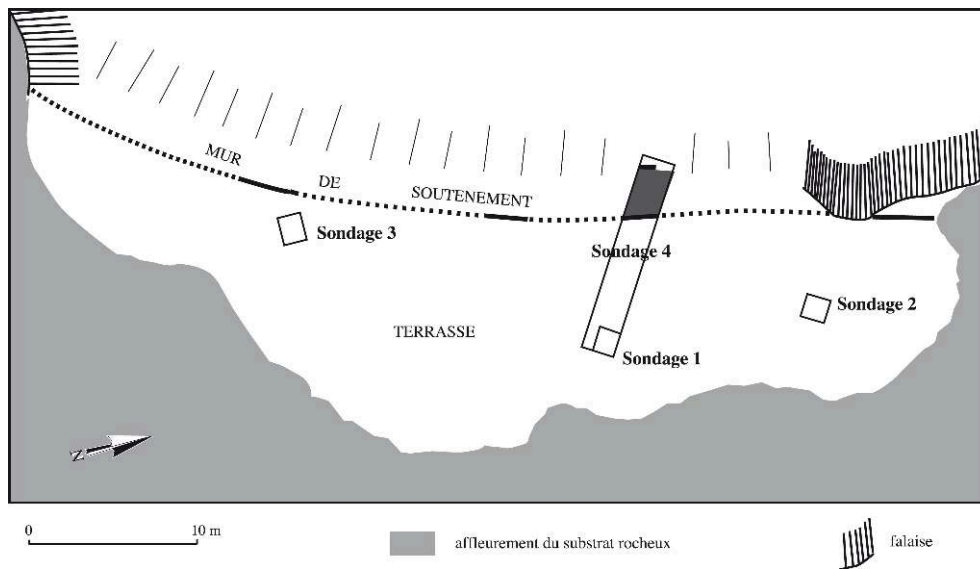 MUR
DE
SOUTENEMENT
Sondage 3
Sondage 4
Sondage 2
TERRASSE
Sondage 1
N
0
10 m
affleurement du substrat rocheux
falaise